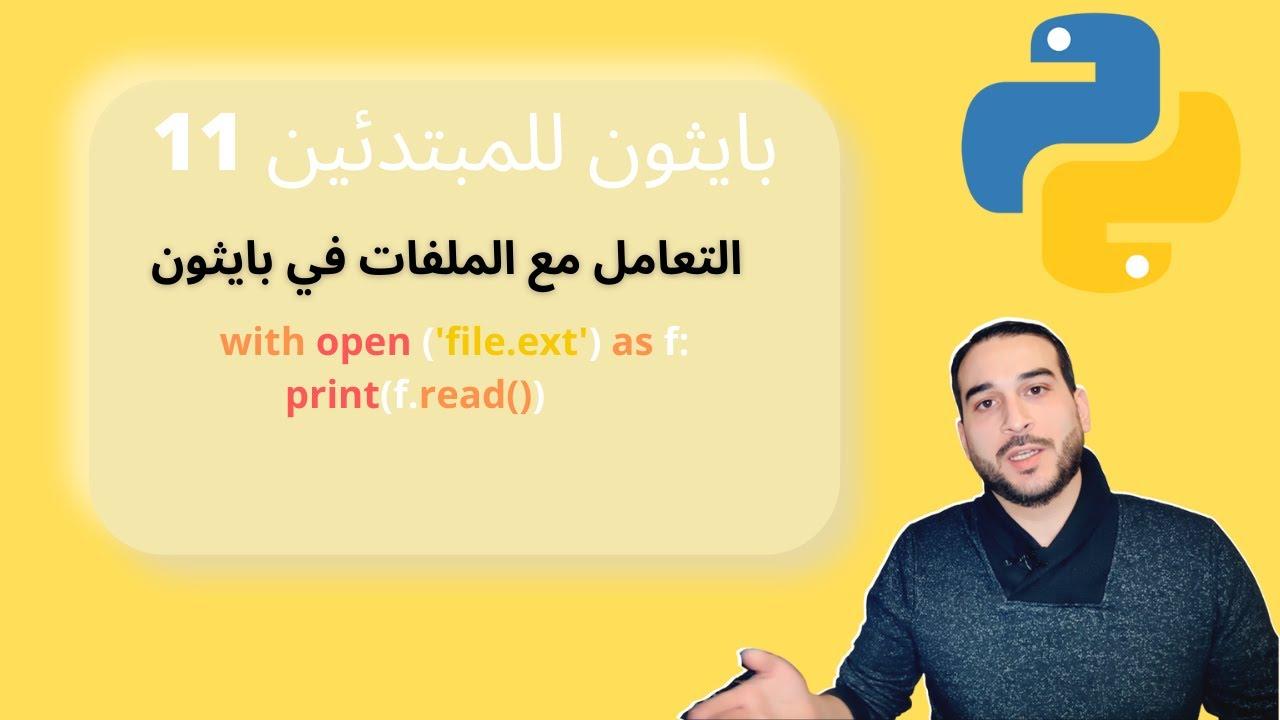 بايثون للمبتدئين 11
التعامل مع الملفات في بايثون
with open ('file.ext') as f:
print(f.read())